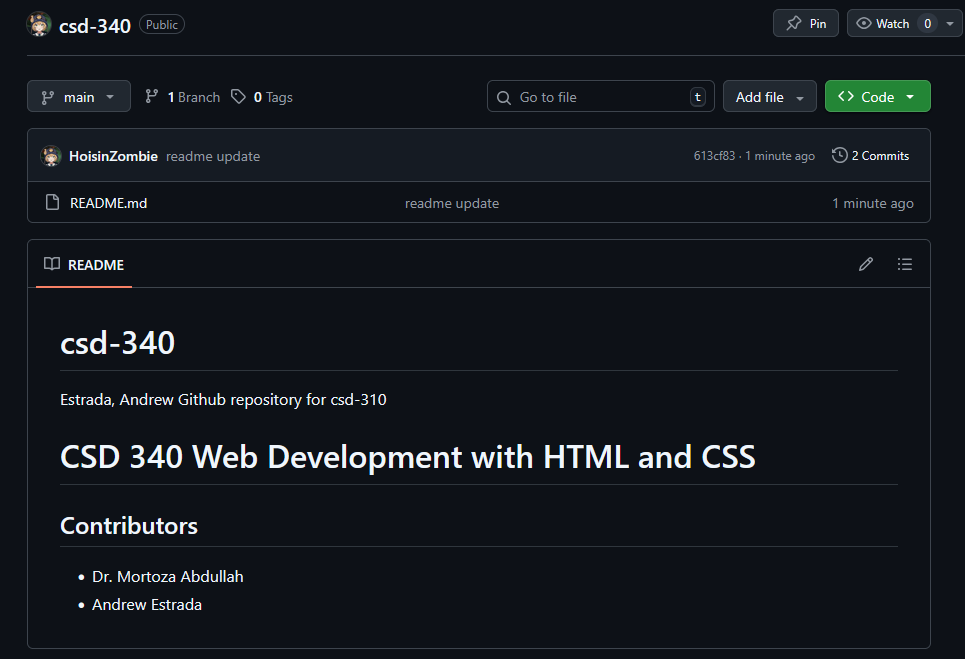 csd-340 Public Pin Watch 0
main 1 Branch 0 Tags Go to file t Add file Code
HoisinZombie readme update 613cf83 · 1 minute ago 2 Commits
README.md readme update 1 minute ago
README
csd-340
Estrada, Andrew Github repository for csd-310
CSD 340 Web Development with HTML and CSS
Contributors
• Dr. Mortoza Abdullah
• Andrew Estrada